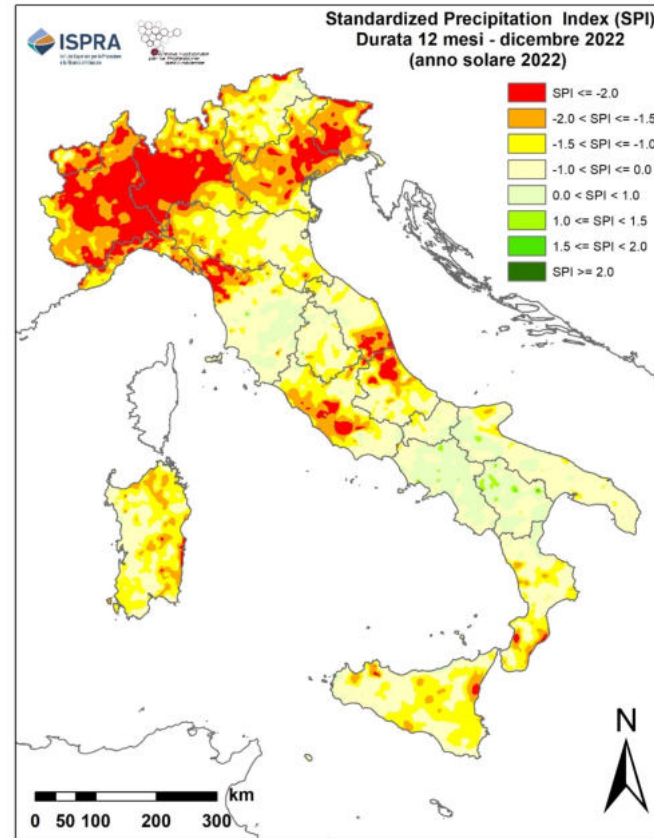 ISPRA
Standardized Precipitation Index (SPI)
Durata 12 mesi - dicembre 2022
(anno solare 2022)
SPI <= -2.0
-2.0 < SPI <= -1.5
-1.5 < SPI <= -1.0
-1.0 < SPI <= 0.0
0.0 < SPI < 1.0
1.0 <= SPI < 1.5
1.5 <= SPI < 2.0
SPI >= 2.0
N
km
0 50 100 200 300